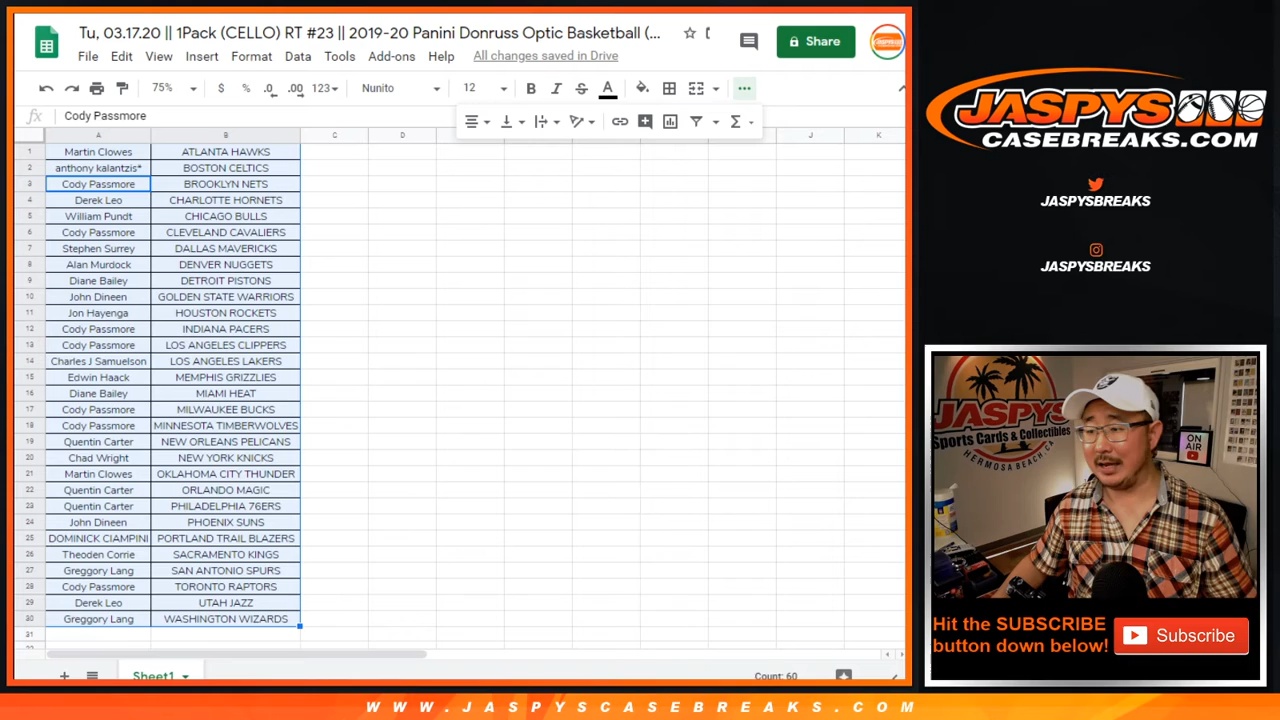 Tu, 03.17.20 || 1Pack (CELLO) RT #23 || 2019-20 Panini Donruss Optic Basketball (...
File Edit View Insert Format Data Tools Add-ons Help All changes saved in Drive
Share
75% $ % .0 .00 123 Nunito 12 B I S A
fx Cody Passmore
A B C D J K
1 Martin Clowes ATLANTA HAWKS
2 anthony kalantzis* BOSTON CELTICS
3 Cody Passmore BROOKLYN NETS
4 Derek Leo CHARLOTTE HORNETS
5 William Pundt CHICAGO BULLS
6 Cody Passmore CLEVELAND CAVALIERS
7 Stephen Surrey DALLAS MAVERICKS
8 Alan Murdock DENVER NUGGETS
9 Diane Bailey DETROIT PISTONS
10 John Dineen GOLDEN STATE WARRIORS
11 Jon Hayenga HOUSTON ROCKETS
12 Cody Passmore INDIANA PACERS
13 Cody Passmore LOS ANGELES CLIPPERS
14 Charles J Samuelson LOS ANGELES LAKERS
15 Edwin Haack MEMPHIS GRIZZLIES
16 Diane Bailey MIAMI HEAT
17 Cody Passmore MILWAUKEE BUCKS
18 Cody Passmore MINNESOTA TIMBERWOLVES
19 Quentin Carter NEW ORLEANS PELICANS
20 Chad Wright NEW YORK KNICKS
21 Martin Clowes OKLAHOMA CITY THUNDER
22 Quentin Carter ORLANDO MAGIC
23 Quentin Carter PHILADELPHIA 76ERS
24 John Dineen PHOENIX SUNS
25 DOMINICK CIAMPINI PORTLAND TRAIL BLAZERS
26 Theoden Corrie SACRAMENTO KINGS
27 Greggory Lang SAN ANTONIO SPURS
28 Cody Passmore TORONTO RAPTORS
29 Derek Leo UTAH JAZZ
30 Greggory Lang WASHINGTON WIZARDS
31
Sheet1
Count: 60
JASPYS
CASEBREAKS.COM
JASPYSBREAKS
JASPYSBREAKS
JASPYS
Sports Cards & Collectibles
HERMOSA BEACH, CA
ON AIR
Hit the SUBSCRIBE
button down below!
Subscribe
WWW.JASPYSCASEBREAKS.COM